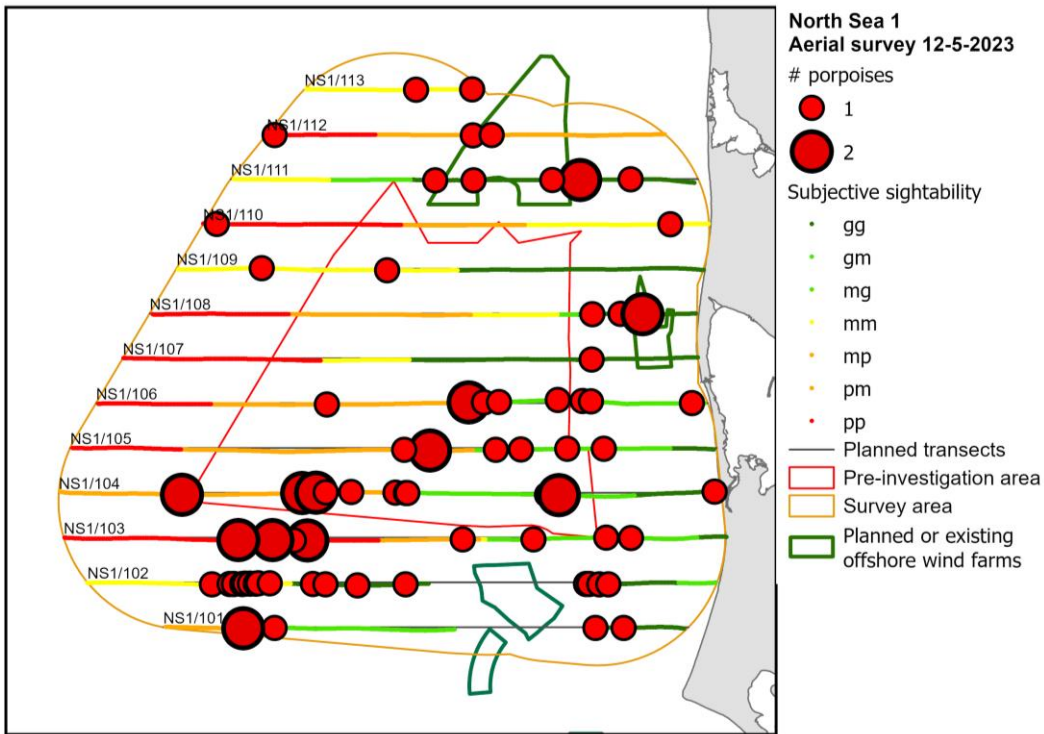 North Sea 1
Aerial survey 12-5-2023
# porpoises
1
2
Subjective sightability
gg
gm
mg
mm
mp
pm
pp
Planned transects
Pre-investigation area
Survey area
Planned or existing
offshore wind farms
NS1/113
NS1/112
NS1/111
NS1/110
NS1/109
NS1/108
NS1/107
NS1/106
NS1/105
NS1/104
NS1/103
NS1/102
NS1/101